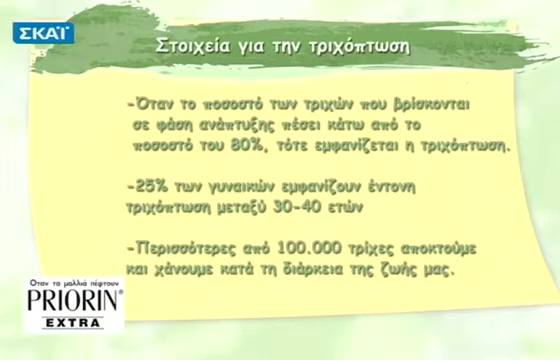 ΣΚΑΪ
Στοιχεία για την τριχόπτωση
-Όταν το ποσοστό των τριχών που βρίσκονται
σε φάση ανάπτυξης πέσει κάτω από το
ποσοστό του 80%, τότε εμφανίζεται η τριχόπτωση.
-25% των γυναικών εμφανίζουν έντονη
τριχόπτωση μεταξύ 30-40 ετών
-Περισσότερες από 100.000 τρίχες αποκτούμε
και χάνουμε κατά τη διάρκεια της ζωής μας.
Όταν τα μαλλιά πέφτουν
PRIORIN®
EXTRA